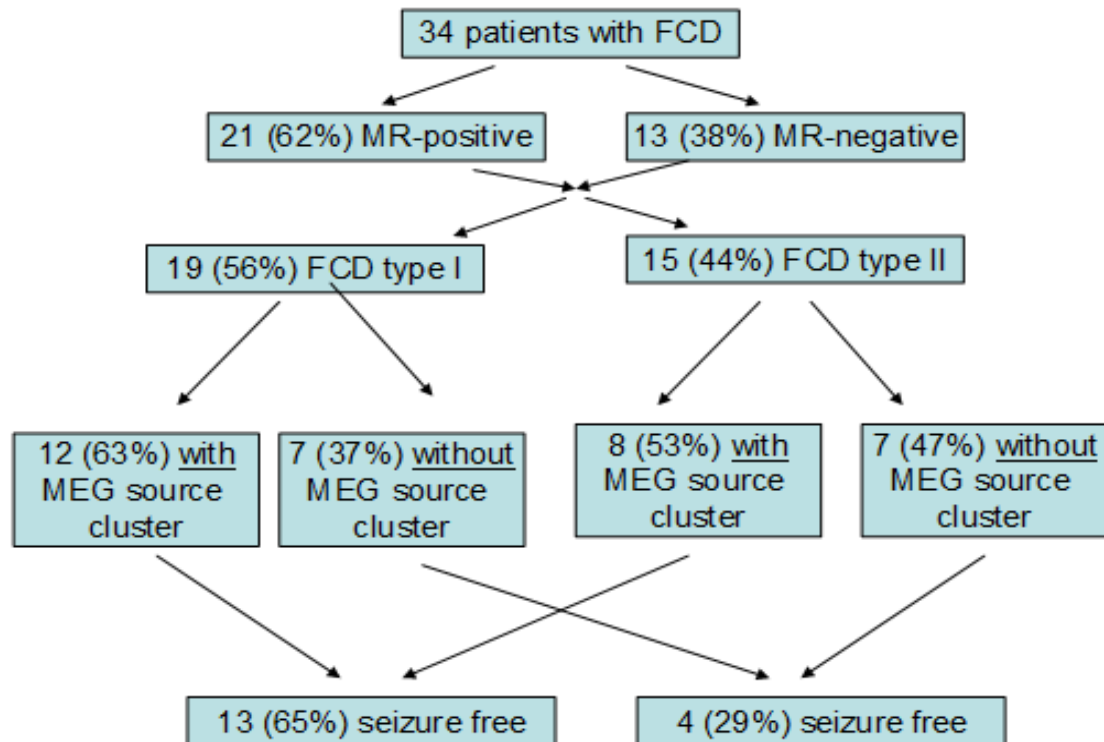 34 patients with FCD
21 (62%) MR-positive
13 (38%) MR-negative
19 (56%) FCD type I
15 (44%) FCD type II
12 (63%) with
MEG source
cluster
7 (37%) without
MEG source
cluster
8 (53%) with
MEG source
cluster
7 (47%) without
MEG source
cluster
13 (65%) seizure free
4 (29%) seizure free